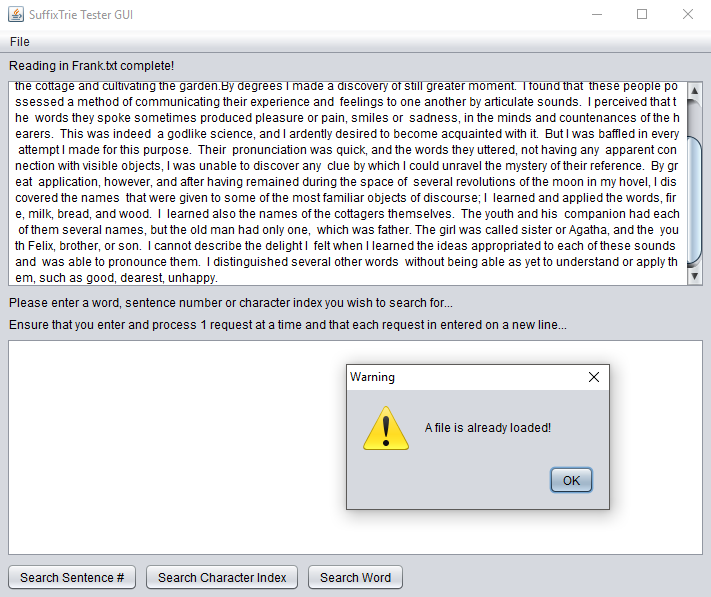 SuffixTrie Tester GUI
File
Reading in Frank.txt complete!
the cottage and cultivating the garden.By degrees I made a discovery of still greater moment.  I found that  these people po
ssessed a method of communicating their experience and  feelings to one another by articulate sounds.  I perceived that t
he  words they spoke sometimes produced pleasure or pain, smiles or  sadness, in the minds and countenances of the h
earers.  This was indeed  a godlike science, and I ardently desired to become acquainted with it.  But I was baffled in every
 attempt I made for this purpose.  Their  pronunciation was quick, and the words they uttered, not having any  apparent con
nection with visible objects, I was unable to discover any  clue by which I could unravel the mystery of their reference.  By gr
eat  application, however, and after having remained during the space of  several revolutions of the moon in my hovel, I dis
covered the names  that were given to some of the most familiar objects of discourse; I  learned and applied the words, fir
e, milk, bread, and wood.  I  learned also the names of the cottagers themselves.  The youth and his  companion had each
 of them several names, but the old man had only one,  which was father. The girl was called sister or Agatha, and the  you
th Felix, brother, or son.  I cannot describe the delight I  felt when I learned the ideas appropriated to each of these sounds
and  was able to pronounce them.  I distinguished several other words  without being able as yet to understand or apply th
em, such as good, dearest, unhappy.
Please enter a word, sentence number or character index you wish to search for...
Ensure that you enter and process 1 request at a time and that each request in entered on a new line...
Warning
A file is already loaded!
OK
Search Sentence #
Search Character Index
Search Word